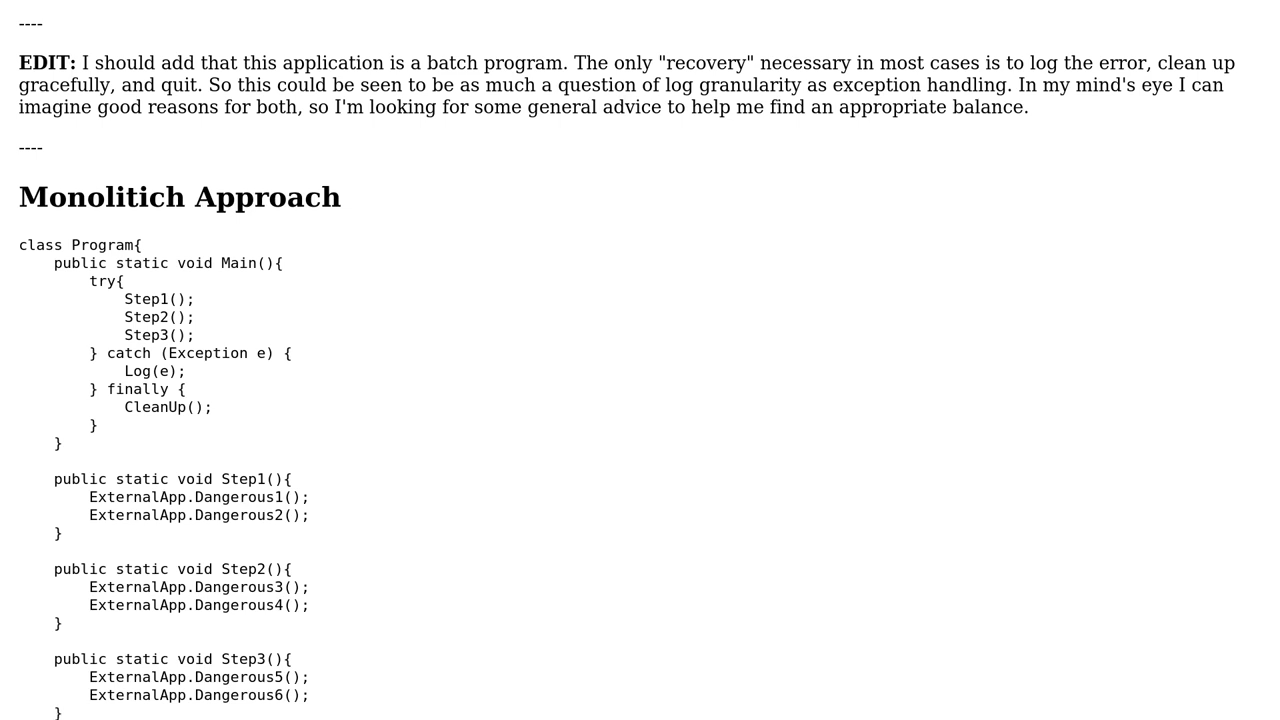 ----
EDIT: I should add that this application is a batch program. The only "recovery" necessary in most cases is to log the error, clean up
gracefully, and quit. So this could be seen to be as much a question of log granularity as exception handling. In my mind's eye I can
imagine good reasons for both, so I'm looking for some general advice to help me find an appropriate balance.
----
Monolitich Approach
class Program{
    public static void Main(){
        try{
            Step1();
            Step2();
            Step3();
        } catch (Exception e) {
            Log(e);
        } finally {
            CleanUp();
        }
    }

    public static void Step1(){
        ExternalApp.Dangerous1();
        ExternalApp.Dangerous2();
    }

    public static void Step2(){
        ExternalApp.Dangerous3();
        ExternalApp.Dangerous4();
    }

    public static void Step3(){
        ExternalApp.Dangerous5();
        ExternalApp.Dangerous6();
    }